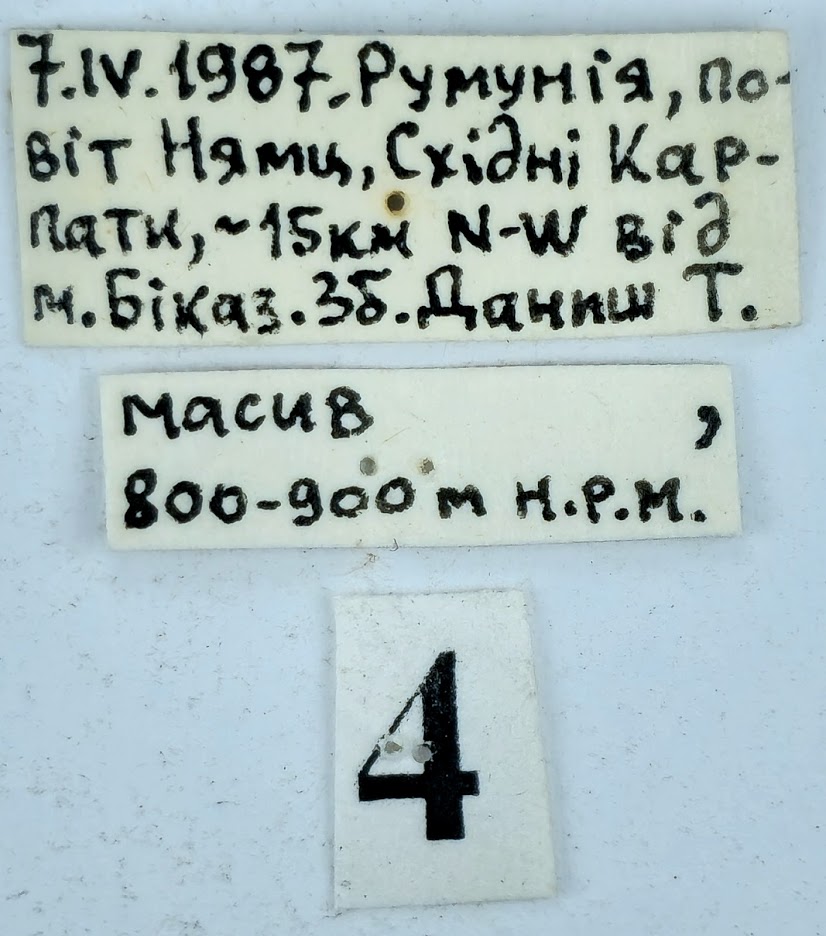 7.IV.1987. Румунія, по-
віт Нямц, Східні Кар-
пати, ~15км N-W від
м. Біказ. Зб. Даниш Т.
масив ,
800-900 м н.р.м.
4